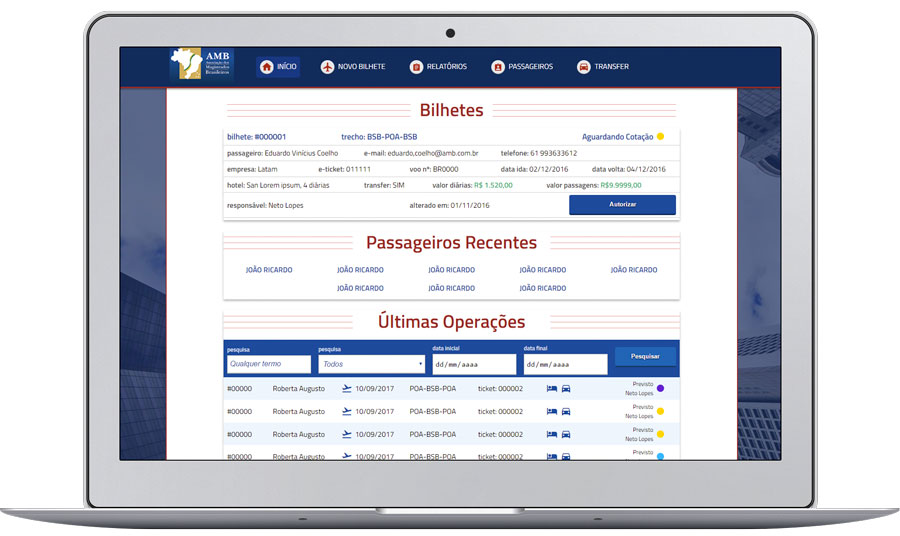 AMB
Associação dos
Magistrados
Brasileiros
INÍCIO NOVO BILHETE RELATÓRIOS PASSAGEIROS TRANSFER
Bilhetes
bilhete: #000001 trecho: BSB-POA-BSB Aguardando Cotação
passageiro: Eduardo Vinícius Coelho e-mail: eduardo,coelho@amb.com.br telefone: 61 993633612
empresa: Latam e-ticket: 011111 voo nº: BR0000 data ida: 02/12/2016 data volta: 04/12/2016
hotel: San Lorem ipsum, 4 diárias transfer: SIM valor diárias: R$ 1.520,00 valor passagens: R$9.9999,00
responsável: Neto Lopes alterado em: 01/11/2016 Autorizar
Passageiros Recentes
JOÃO RICARDO JOÃO RICARDO JOÃO RICARDO JOÃO RICARDO JOÃO RICARDO
JOÃO RICARDO JOÃO RICARDO JOÃO RICARDO
Últimas Operações
pesquisa pesquisa data inicial data final
Qualquer termo Todos dd/mm/aaaa dd/mm/aaaa Pesquisar
#00000 Roberta Augusto 10/09/2017 POA-BSB-POA ticket: 000002 Previsto
Neto Lopes
#00000 Roberta Augusto 10/09/2017 POA-BSB-POA ticket: 000002 Previsto
Neto Lopes
#00000 Roberta Augusto 10/09/2017 POA-BSB-POA ticket: 000002 Previsto
Neto Lopes
#00000 Roberta Augusto 10/09/2017 POA-BSB-POA ticket: 000002 Previsto